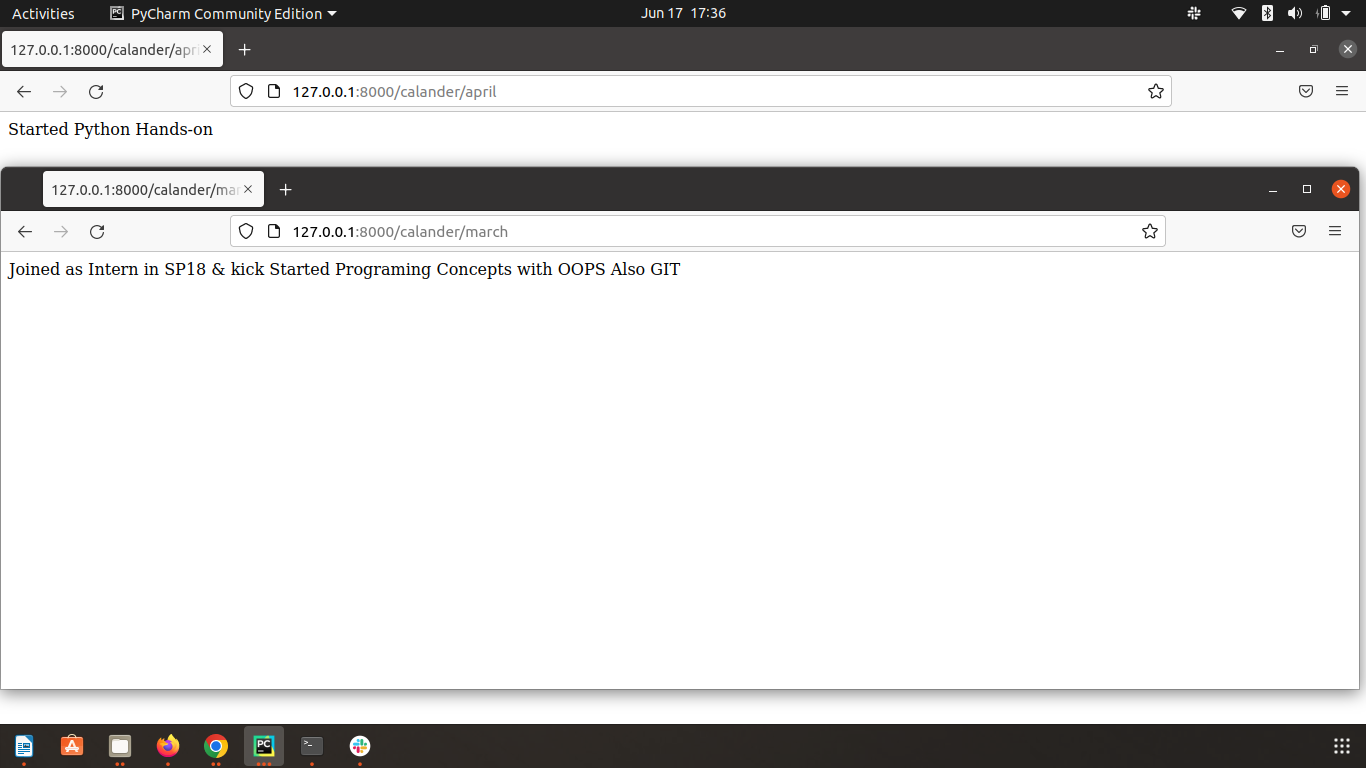 Activities PyCharm Community Edition Jun 17 17:36
127.0.0.1:8000/calander/apri
127.0.0.1:8000/calander/april
Started Python Hands-on
127.0.0.1:8000/calander/mar
127.0.0.1:8000/calander/march
Joined as Intern in SP18 & kick Started Programing Concepts with OOPS Also GIT